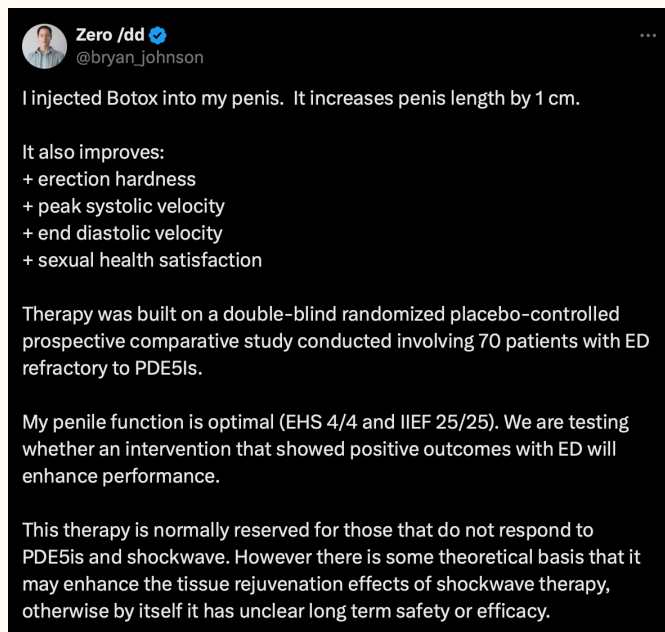 Zero /dd
@bryan_johnson
I injected Botox into my penis.  It increases penis length by 1 cm.
It also improves:
+ erection hardness
+ peak systolic velocity
+ end diastolic velocity
+ sexual health satisfaction
Therapy was built on a double-blind randomized placebo-controlled
prospective comparative study conducted involving 70 patients with ED
refractory to PDE5Is.
My penile function is optimal (EHS 4/4 and IIEF 25/25). We are testing
whether an intervention that showed positive outcomes with ED will
enhance performance.
This therapy is normally reserved for those that do not respond to
PDE5is and shockwave. However there is some theoretical basis that it
may enhance the tissue rejuvenation effects of shockwave therapy,
otherwise by itself it has unclear long term safety or efficacy.